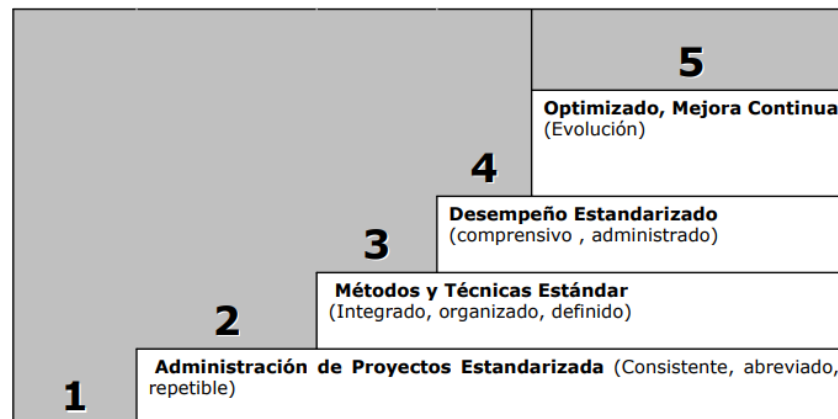 5
Optimizado, Mejora Continua
(Evolución)
4
Desempeño Estandarizado
(comprensivo , administrado)
3
Métodos y Técnicas Estándar
(Integrado, organizado, definido)
2
Administración de Proyectos Estandarizada (Consistente, abreviado,
repetible)
1